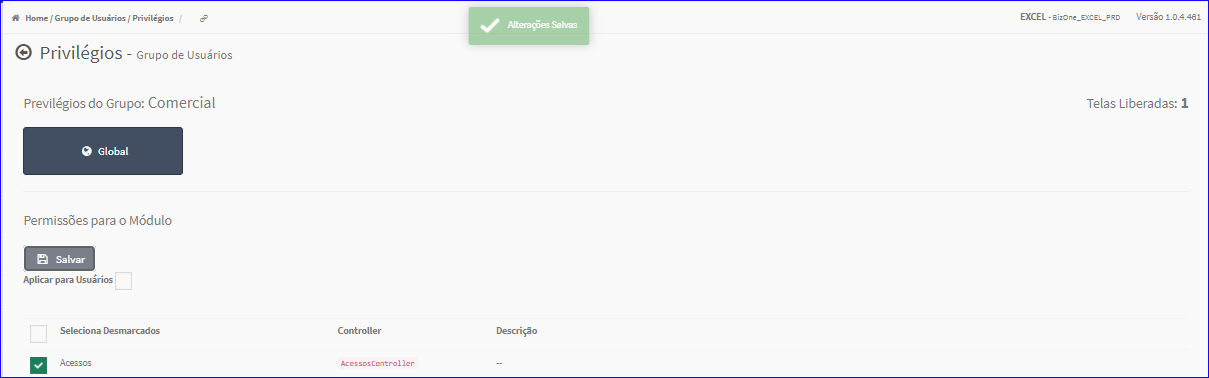 Home / Grupo de Usuários / Privilégios /
Alterações Salvas
EXCEL - BizOne_EXCEL_PRD Versão 1.0.4.461
Privilégios - Grupo de Usuários
Previlégios do Grupo: Comercial
Telas Liberadas: 1
Global
Permissões para o Módulo
Salvar
Aplicar para Usuários
Seleciona Desmarcados Controller Descrição
Acessos AcessosController --